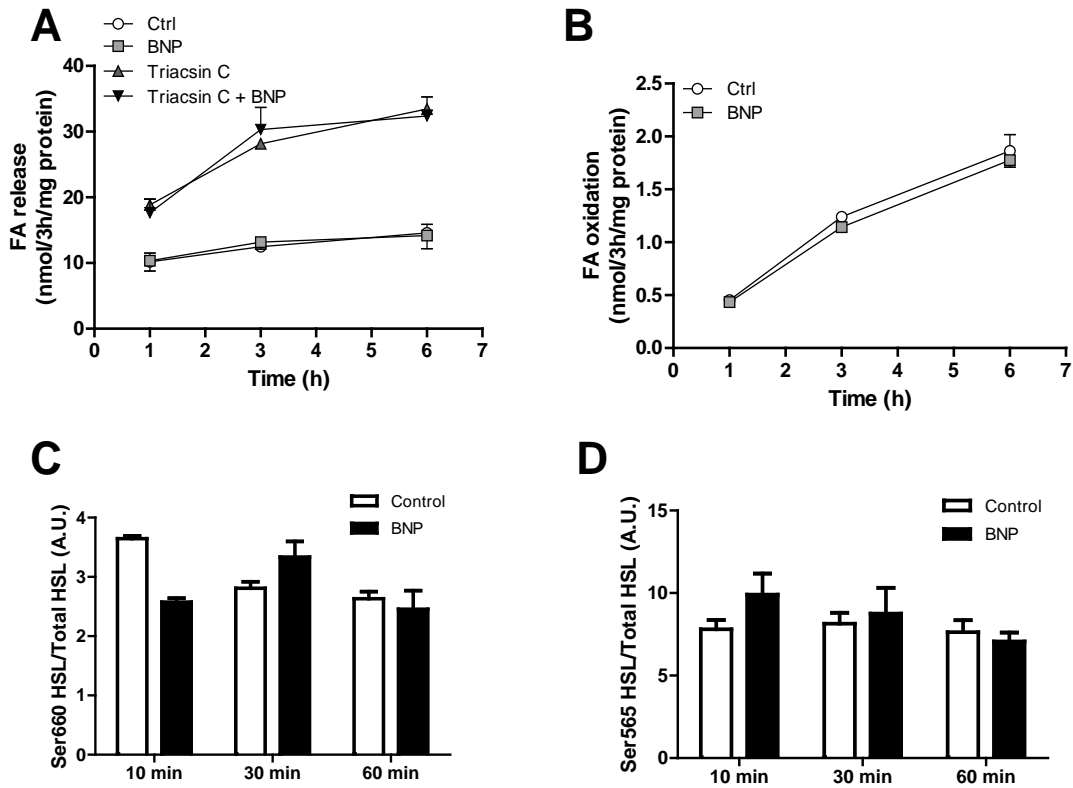 A
Ctrl
BNP
Triacsin C
Triacsin C + BNP
FA release
(nmol/3h/mg protein)
40
30
20
10
0
0 1 2 3 4 5 6 7
Time (h)
B
Ctrl
BNP
FA oxidation
(nmol/3h/mg protein)
2.5
2.0
1.5
1.0
0.5
0.0
0 1 2 3 4 5 6 7
Time (h)
C
Control
BNP
Ser660 HSL/Total HSL (A.U.)
4
3
2
1
0
10 min 30 min 60 min
D
Control
BNP
Ser565 HSL/Total HSL (A.U.)
15
10
5
0
10 min 30 min 60 min